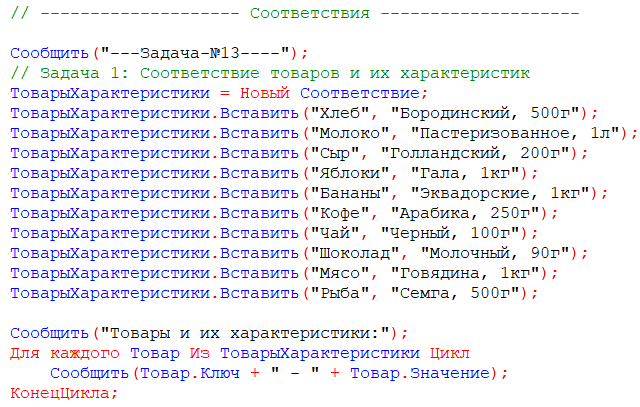 // -------------------- Соответствия --------------------
Сообщить("---Задача-№13----");
// Задача 1: Соответствие товаров и их характеристик
ТоварыХарактеристики = Новый Соответствие;
ТоварыХарактеристики.Вставить("Хлеб", "Бородинский, 500г");
ТоварыХарактеристики.Вставить("Молоко", "Пастеризованное, 1л");
ТоварыХарактеристики.Вставить("Сыр", "Голландский, 200г");
ТоварыХарактеристики.Вставить("Яблоки", "Гала, 1кг");
ТоварыХарактеристики.Вставить("Бананы", "Эквадорские, 1кг");
ТоварыХарактеристики.Вставить("Кофе", "Арабика, 250г");
ТоварыХарактеристики.Вставить("Чай", "Черный, 100г");
ТоварыХарактеристики.Вставить("Шоколад", "Молочный, 90г");
ТоварыХарактеристики.Вставить("Мясо", "Говядина, 1кг");
ТоварыХарактеристики.Вставить("Рыба", "Семга, 500г");
Сообщить("Товары и их характеристики:");
Для каждого Товар Из ТоварыХарактеристики Цикл
    Сообщить(Товар.Ключ + " - " + Товар.Значение);
КонецЦикла;